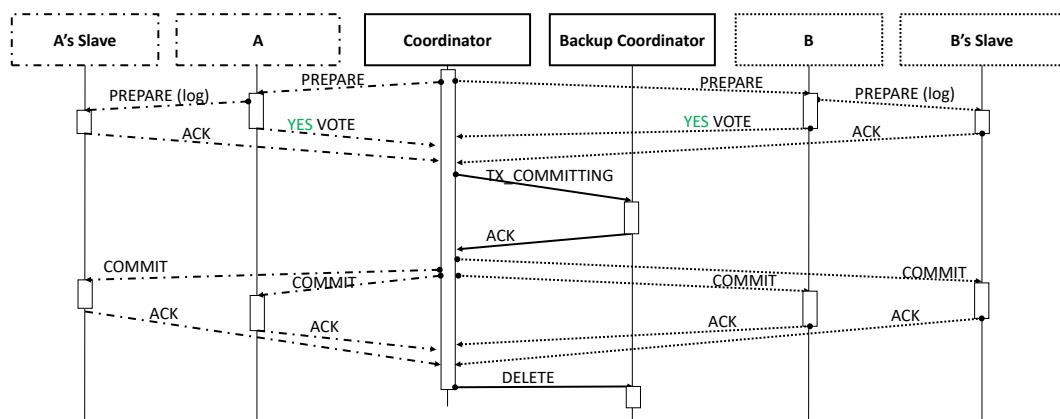 A's Slave
A
Coordinator
Backup Coordinator
B
B's Slave
PREPARE
PREPARE
PREPARE (log)
PREPARE (log)
YES VOTE
YES VOTE
ACK
ACK
TX_COMMITTING
ACK
COMMIT
COMMIT
COMMIT
COMMIT
ACK
ACK
ACK
ACK
DELETE